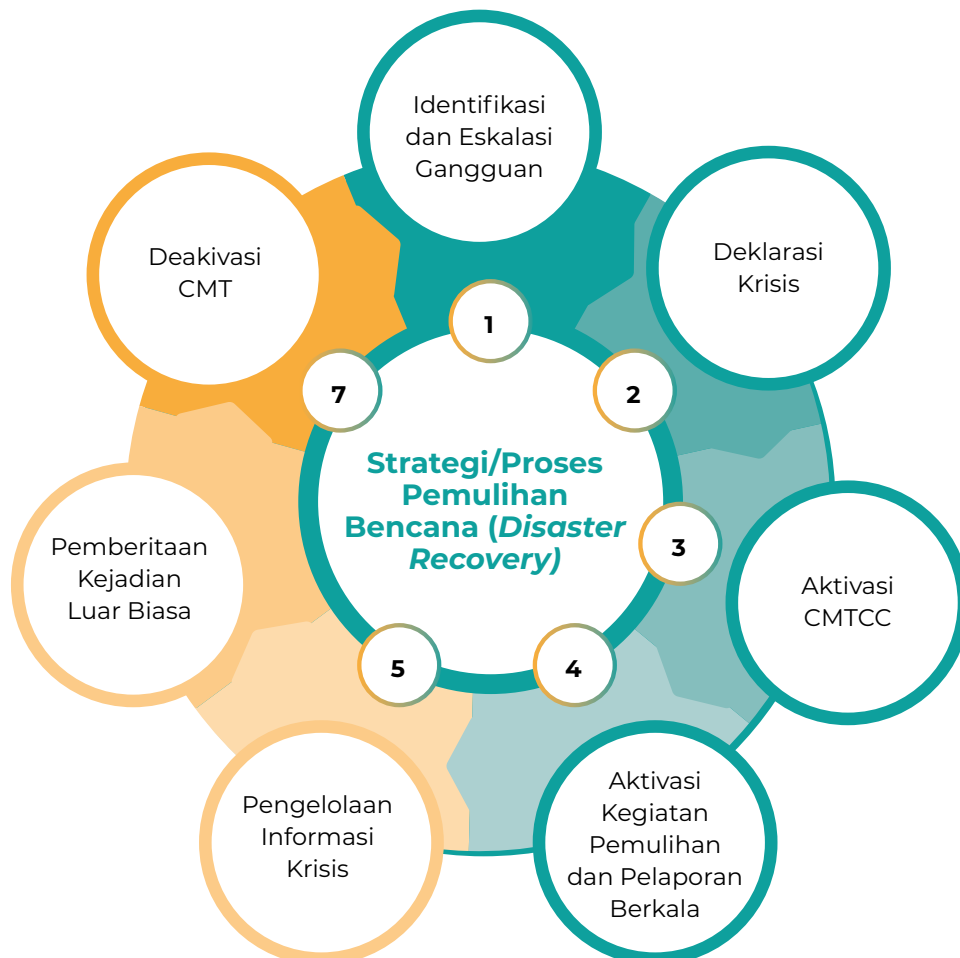 Identifikasi
dan Eskalasi
Gangguan
Deklarasi
Krisis
Aktivasi
CMTCC
Aktivasi
Kegiatan
Pemulihan
dan Pelaporan
Berkala
Pengelolaan
Informasi
Krisis
Pemberitaan
Kejadian
Luar Biasa
Deakivasi
CMT
1
2
3
4
5
7
Strategi/Proses
Pemulihan
Bencana (Disaster
Recovery)